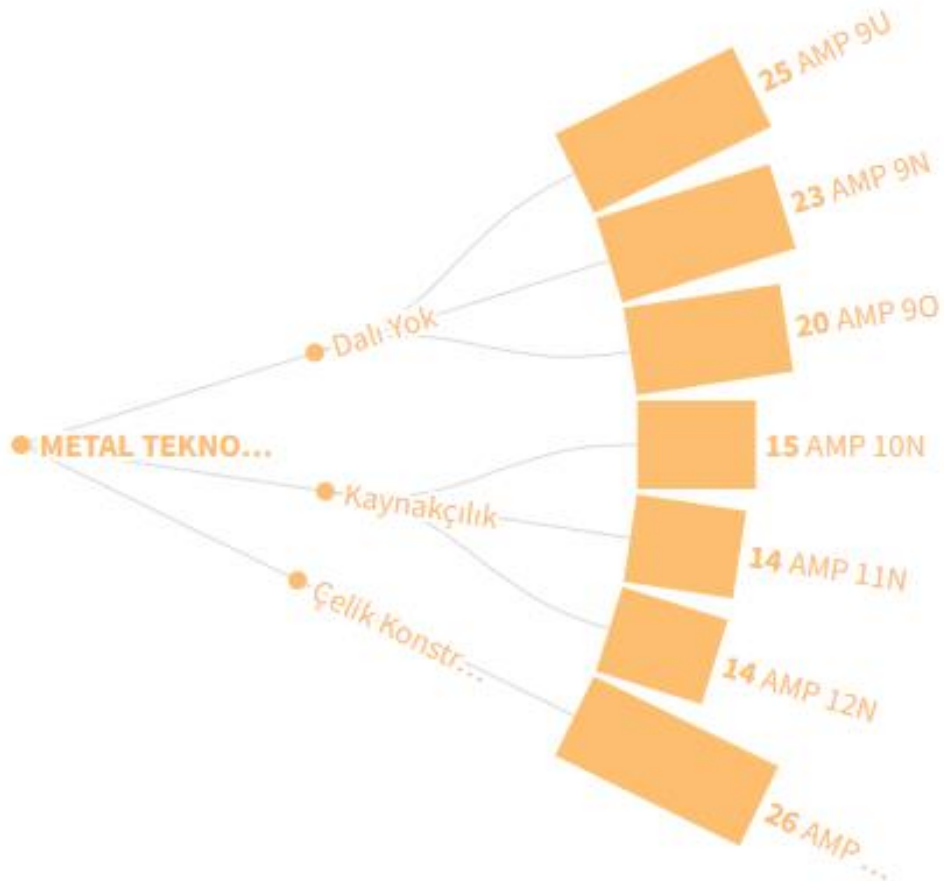 25 AMP 9U
23 AMP 9N
20 AMP 9O
Dalı Yok
15 AMP 10N
METAL TEKNO...
Kaynakçılık
14 AMP 11N
Çelik Konstr...
14 AMP 12N
26 AMP ...